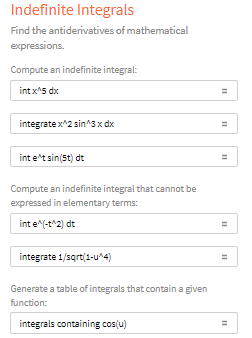 Indefinite Integrals
Find the antiderivatives of mathematical
expressions.
Compute an indefinite integral:
int x^5 dx
=
integrate x^2 sin^3 x dx
=
int e^t sin(5t) dt
=
Compute an indefinite integral that cannot be
expressed in elementary terms:
int e^(-t^2) dt
=
integrate 1/sqrt(1-u^4)
=
Generate a table of integrals that contain a given
function:
integrals containing cos(u)
=